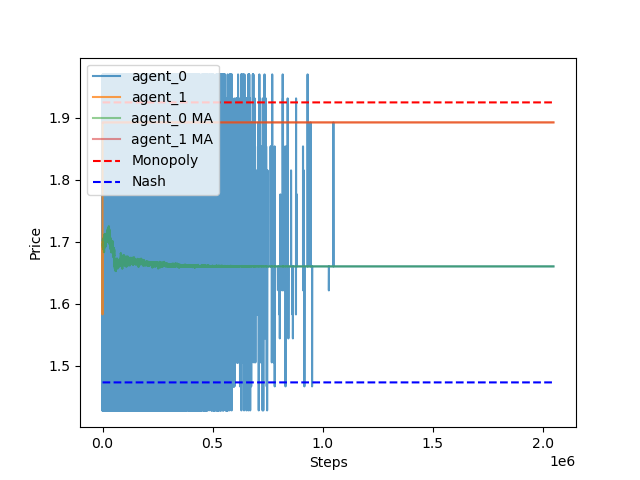 agent_0
agent_1
agent_0 MA
agent_1 MA
Monopoly
Nash
Price
1.9
1.8
1.7
1.6
1.5
0.0 0.5 1.0 1.5 2.0
Steps
1e6